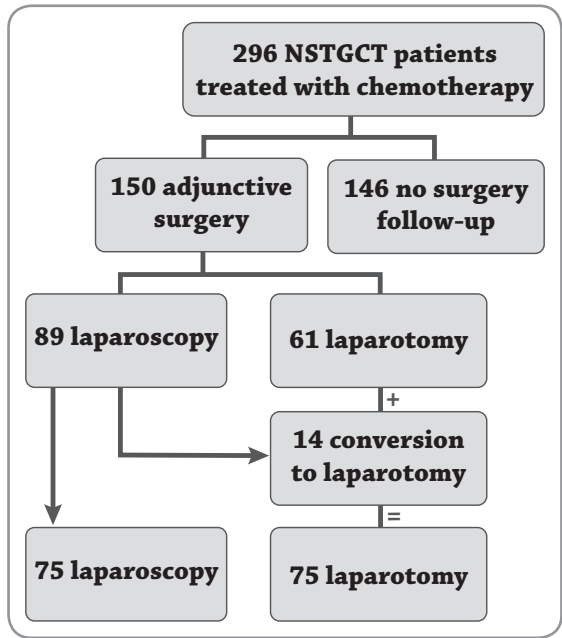 296 NSTGCT patients
treated with chemotherapy
150 adjunctive
surgery
146 no surgery
follow-up
89 laparoscopy
61 laparotomy
+
14 conversion
to laparotomy
=
75 laparoscopy
75 laparotomy